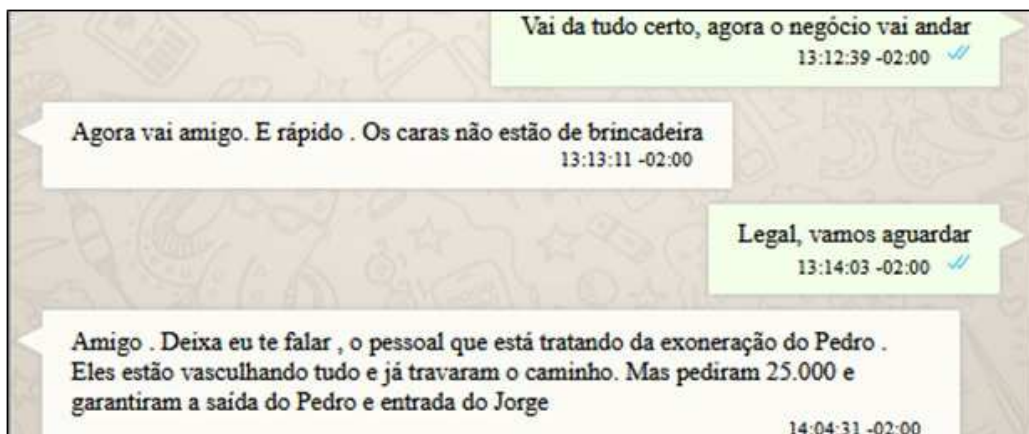 Vai da tudo certo, agora o negócio vai andar
13:12:39 -02:00
Agora vai amigo. E rápido . Os caras não estão de brincadeira
13:13:11 -02:00
Legal, vamos aguardar
13:14:03 -02:00
Amigo . Deixa eu te falar , o pessoal que está tratando da exoneração do Pedro .
Eles estão vasculhando tudo e já travaram o caminho. Mas pediram 25.000 e
garantiram a saída do Pedro e entrada do Jorge
14:04:31 -02:00